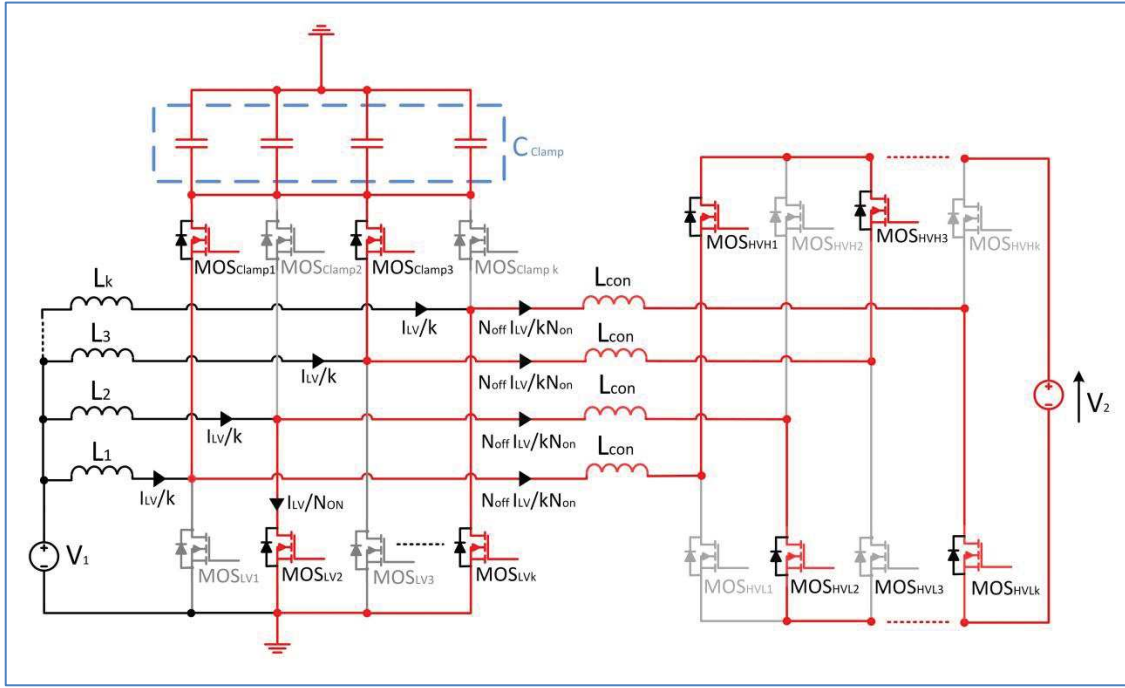 C Clamp
MOSClamp1
MOSClamp2
MOSClamp3
MOSClamp k
MOSHVH1
MOSHVH2
MOSHVH3
MOSHVHk
Lk
ILV/k
Noff ILV/kNon
Lcon
L3
ILV/k
Noff ILV/kNon
Lcon
L2
ILV/k
Noff ILV/kNon
Lcon
L1
ILV/k
ILV/NON
Noff ILV/kNon
Lcon
V1
V2
MOSLV1
MOSLV2
MOSLV3
MOSLVk
MOSHVL1
MOSHVL2
MOSHVL3
MOSHVLk